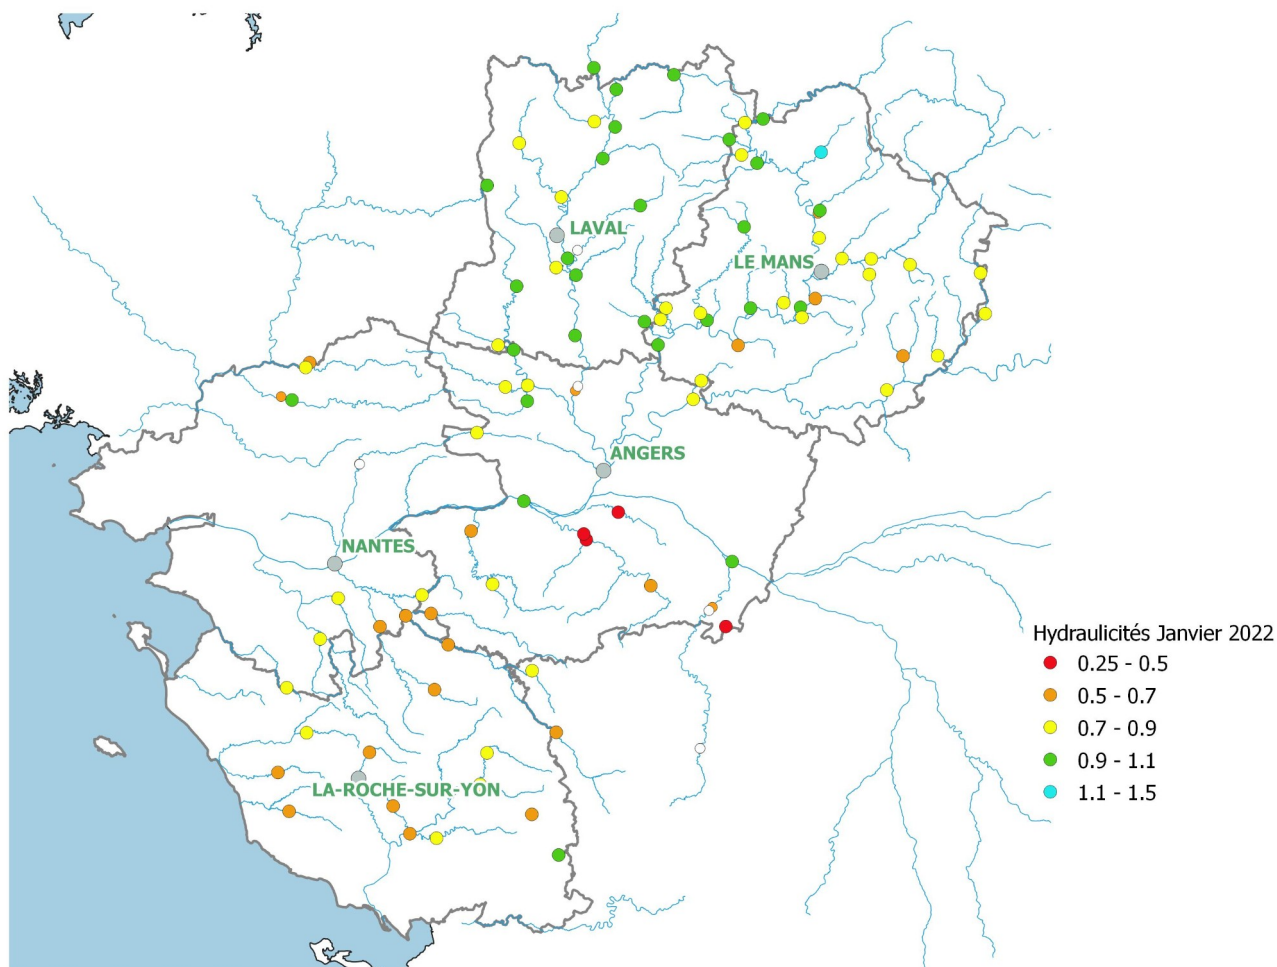 LAVAL
LE MANS
ANGERS
NANTES
LA-ROCHE-SUR-YON
Hydraulicités Janvier 2022
0.25 - 0.5
0.5 - 0.7
0.7 - 0.9
0.9 - 1.1
1.1 - 1.5